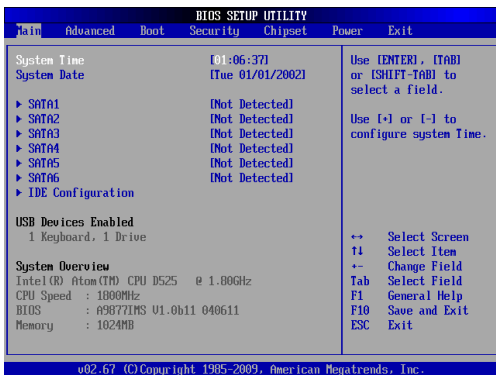 BIOS SETUP UTILITY
Main Advanced Boot Security Chipset Power Exit
System Time [01:06:37]
System Date [Tue 01/01/2002]
▶ SATA1 [Not Detected]
▶ SATA2 [Not Detected]
▶ SATA3 [Not Detected]
▶ SATA4 [Not Detected]
▶ SATA5 [Not Detected]
▶ SATA6 [Not Detected]
▶ IDE Configuration
USB Devices Enabled
1 Keyboard, 1 Drive
System Overview
Intel(R) Atom(TM) CPU D525 @ 1.80GHz
CPU Speed : 1800MHz
BIOS : A9877IMS V1.0b11 040611
Memory : 1024MB
Use [ENTER], [TAB]
or [SHIFT-TAB] to
select a field.
Use [+] or [-] to
configure system Time.
↔ Select Screen
↑↓ Select Item
+- Change Field
Tab Select Field
F1 General Help
F10 Save and Exit
ESC Exit
v02.67 (C)Copyright 1985-2009, American Megatrends, Inc.